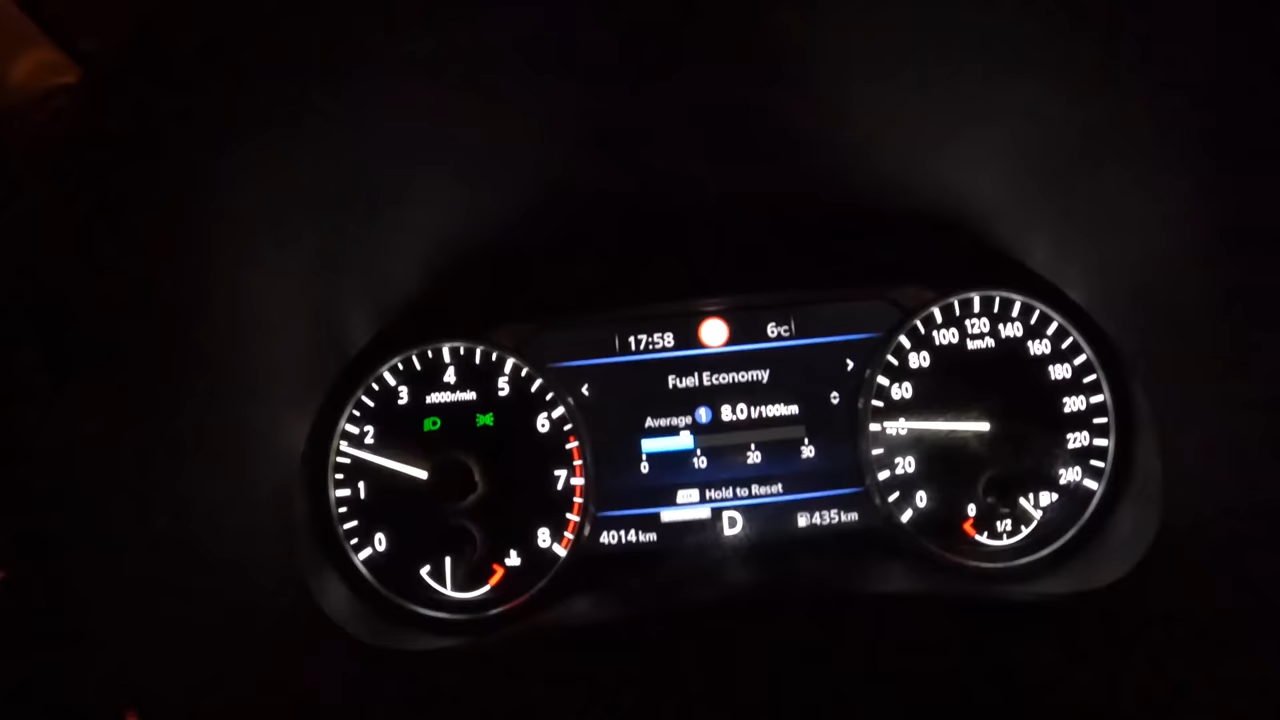 17:58 6°C
Fuel Economy
Average 1 8.0 l/100km
0 10 20 30
Hold to Reset
D
4014 km
435 km
0 1 2 3 4 5 6 7 8
x1000r/min
0 20 40 60 80 100 120 140 160 180 200 220 240
km/h
0 1/2 1